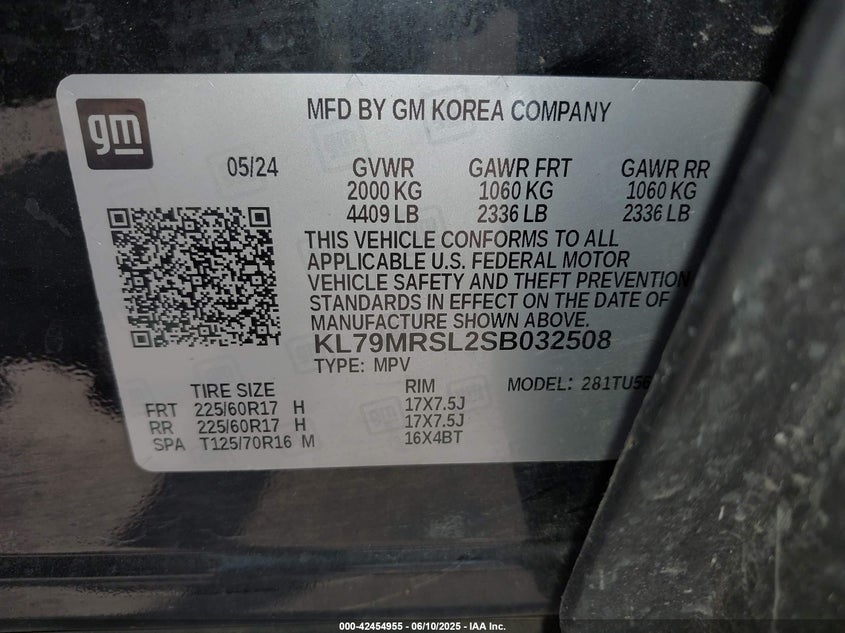 gm
MFD BY GM KOREA COMPANY
05/24 GVWR GAWR FRT GAWR RR
2000 KG 1060 KG 1060 KG
4409 LB 2336 LB 2336 LB
THIS VEHICLE CONFORMS TO ALL
APPLICABLE U.S. FEDERAL MOTOR
VEHICLE SAFETY AND THEFT PREVENTION
STANDARDS IN EFFECT ON THE DATE OF
MANUFACTURE SHOWN ABOVE.
KL79MRSL2SB032508
TYPE: MPV
TIRE SIZE RIM MODEL: 281TU56
FRT 225/60R17 H 17X7.5J
RR 225/60R17 H 17X7.5J
SPA T125/70R16 M 16X4BT
000-42454955 - 06/10/2025 - IAA Inc.